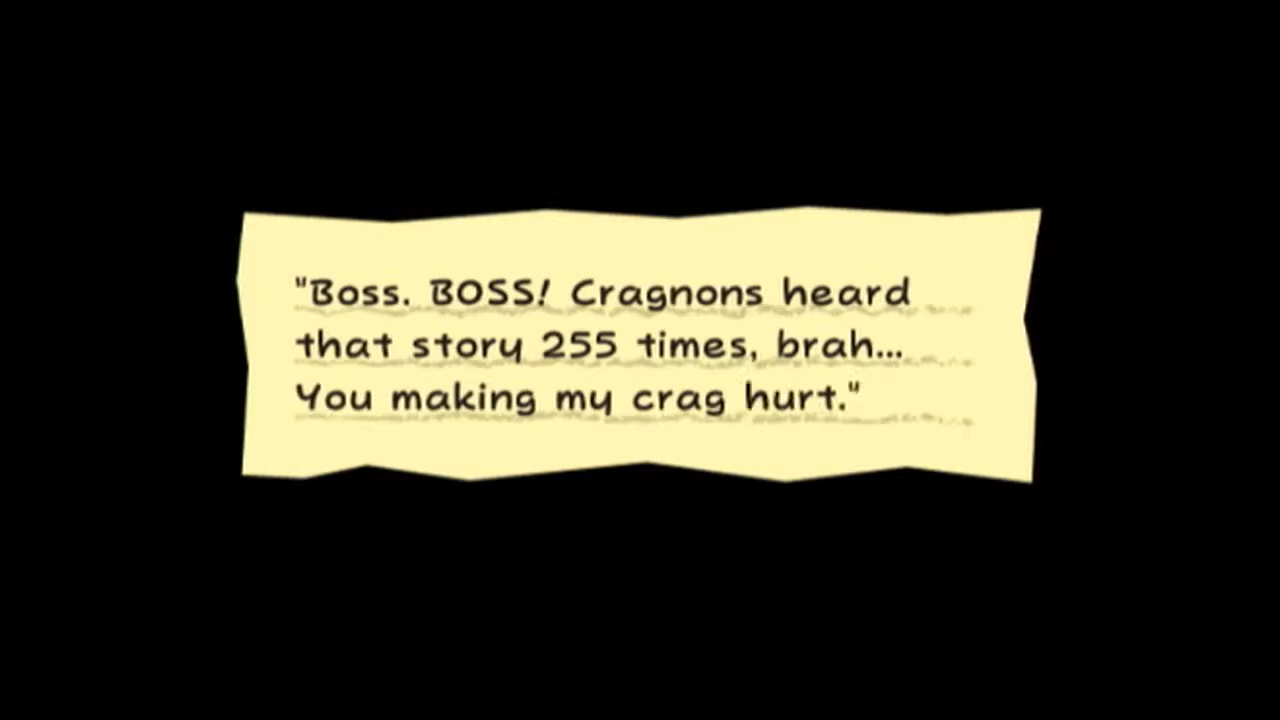 "Boss. BOSS! Cragnons heard
that story 255 times, brah...
You making my crag hurt."